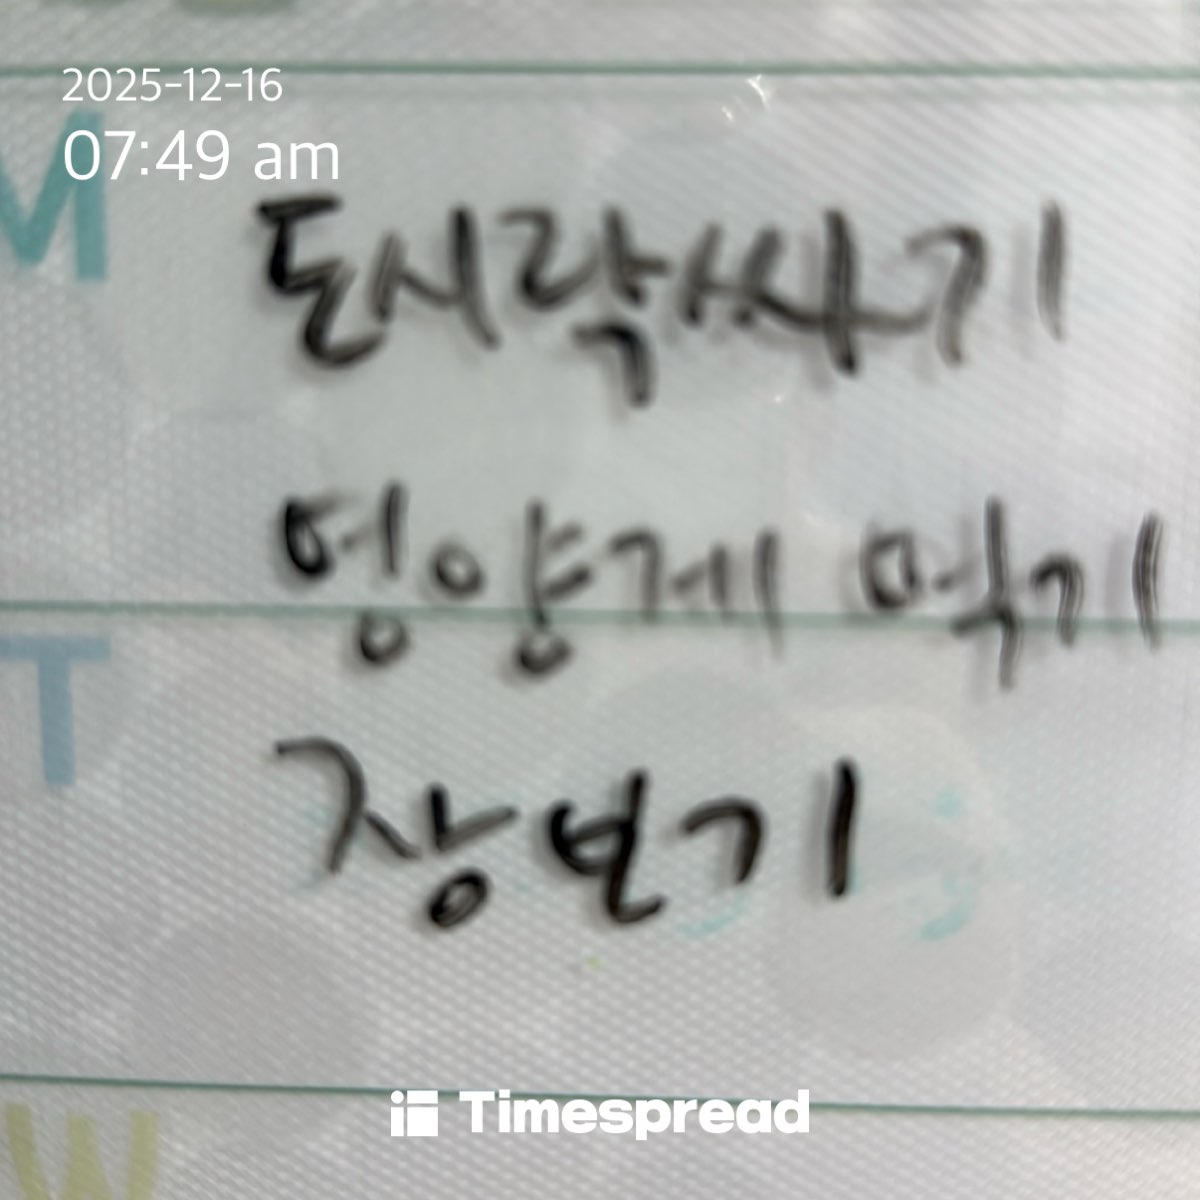 2025-12-16
07:49 am
M
도시락싸기
영양제 먹기
T
장보기
W
Timespread